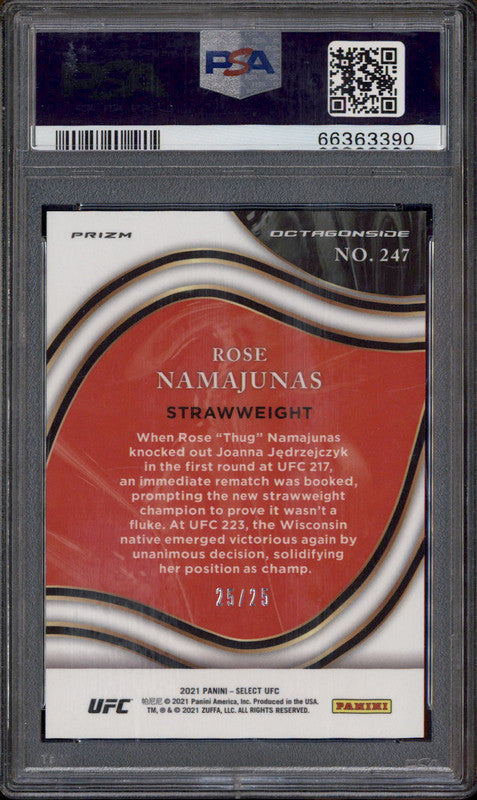 PSA
66363390
PRIZM
OCTAGONSIDE
NO. 247
ROSE
NAMAJUNAS
STRAWWEIGHT
When Rose “Thug” Namajunas
knocked out Joanna Jędrzejczyk
in the first round at UFC 217,
an immediate rematch was booked,
prompting the new strawweight
champion to prove it wasn’t a
fluke. At UFC 223, the Wisconsin
native emerged victorious again by
unanimous decision, solidifying
her position as champ.
25/25
2021 PANINI – SELECT UFC
UFC
帕尼尼 © 2021 Panini America, Inc. Produced in the USA.
TM, ® & © 2021 ZUFFA, LLC. ALL RIGHTS RESERVED.
PANINI
PSA